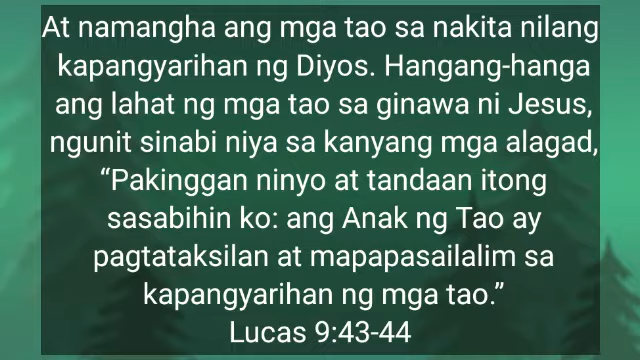 At namangha ang mga tao sa nakita nilang
kapangyarihan ng Diyos. Hangang-hanga
ang lahat ng mga tao sa ginawa ni Jesus,
ngunit sinabi niya sa kanyang mga alagad,
“Pakinggan ninyo at tandaan itong
sasabihin ko: ang Anak ng Tao ay
pagtataksilan at mapapasailalim sa
kapangyarihan ng mga tao.”
Lucas 9:43-44